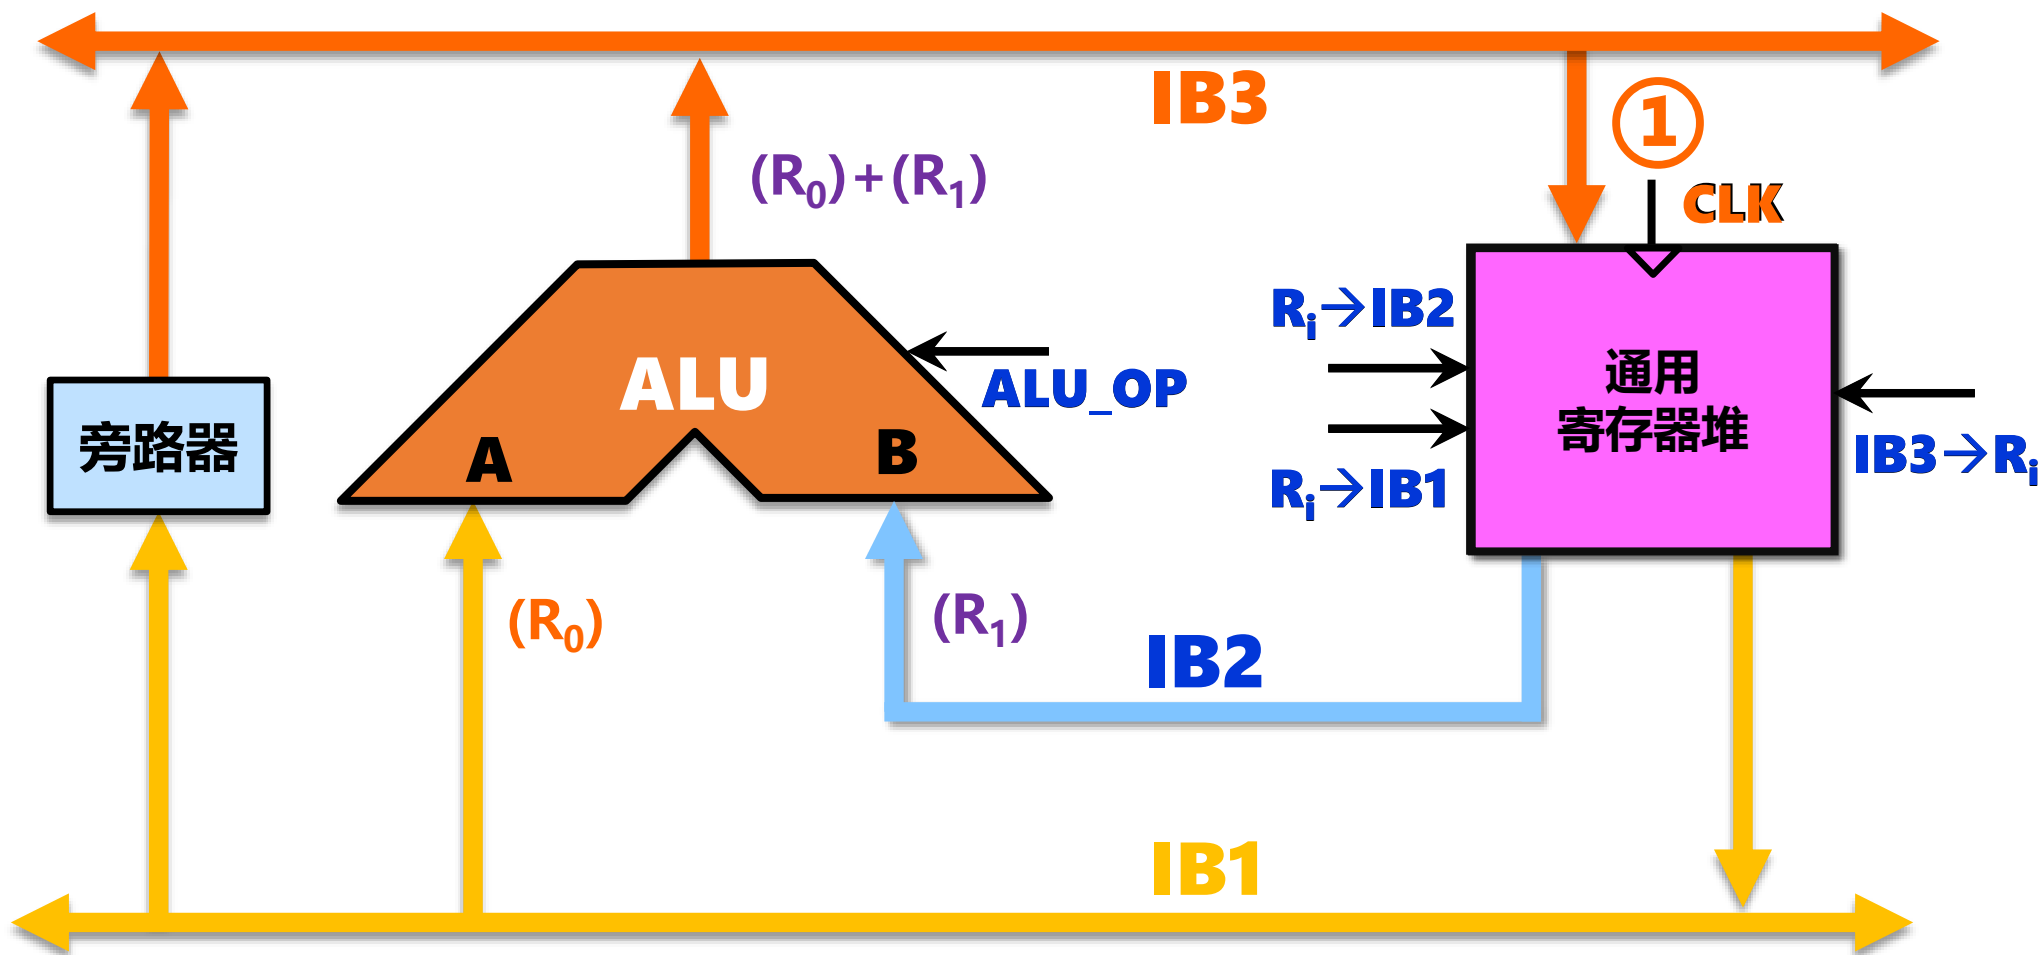 IB3
①
(R₀)+(R₁)
CLK
Rᵢ→IB2
ALU
ALU_OP
通用
寄存器堆
旁路器
A
B
Rᵢ→IB1
IB3→Rᵢ
(R₀)
(R₁)
IB2
IB1